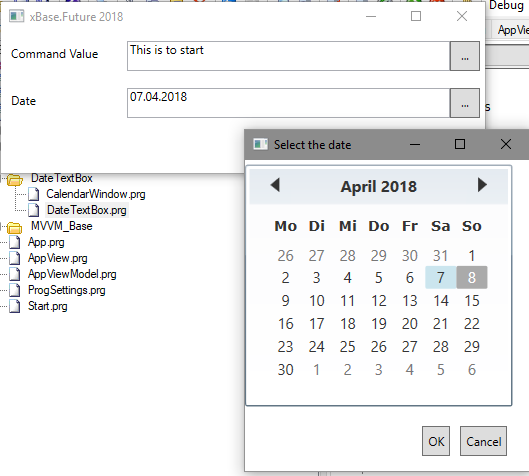 xBase.Future 2018
Debug
AppView
Command Value
This is to start
...
Date
07.04.2018
...
s
Select the date
DateTextBox
CalendarWindow.prg
DateTextBox.prg
MVVM_Base
App.prg
AppView.prg
AppViewModel.prg
ProgSettings.prg
Start.prg
April 2018
Mo Di Mi Do Fr Sa So
26 27 28 29 30 31 1
2 3 4 5 6 7 8
9 10 11 12 13 14 15
16 17 18 19 20 21 22
23 24 25 26 27 28 29
30 1 2 3 4 5 6
OK Cancel